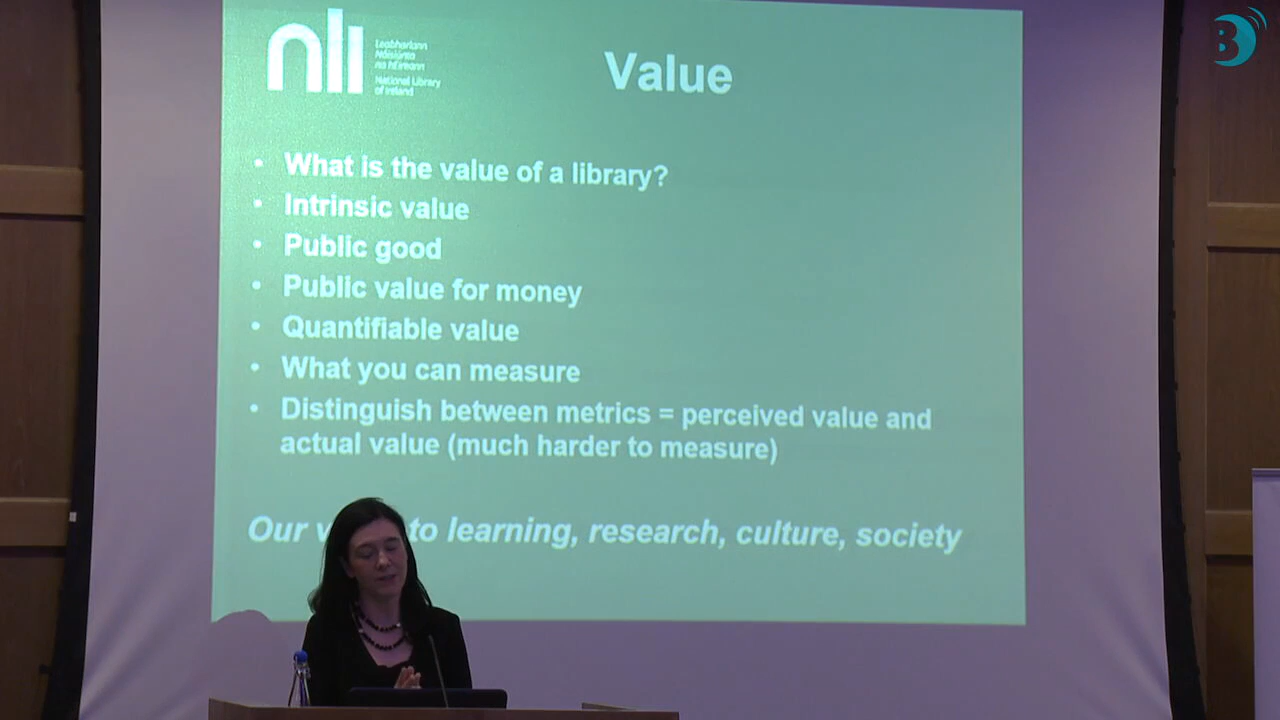 nli
Leabharlann
Náisiúnta
na hÉireann
National Library
of Ireland
Value
• What is the value of a library?
• Intrinsic value
• Public good
• Public value for money
• Quantifiable value
• What you can measure
• Distinguish between metrics = perceived value and
actual value (much harder to measure)
Our to learning, research, culture, society
B